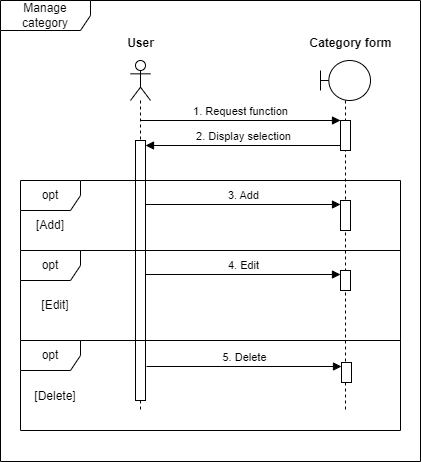 Manage
category
User
Category form
1. Request function
2. Display selection
opt
3. Add
[Add]
opt
4. Edit
[Edit]
opt
5. Delete
[Delete]